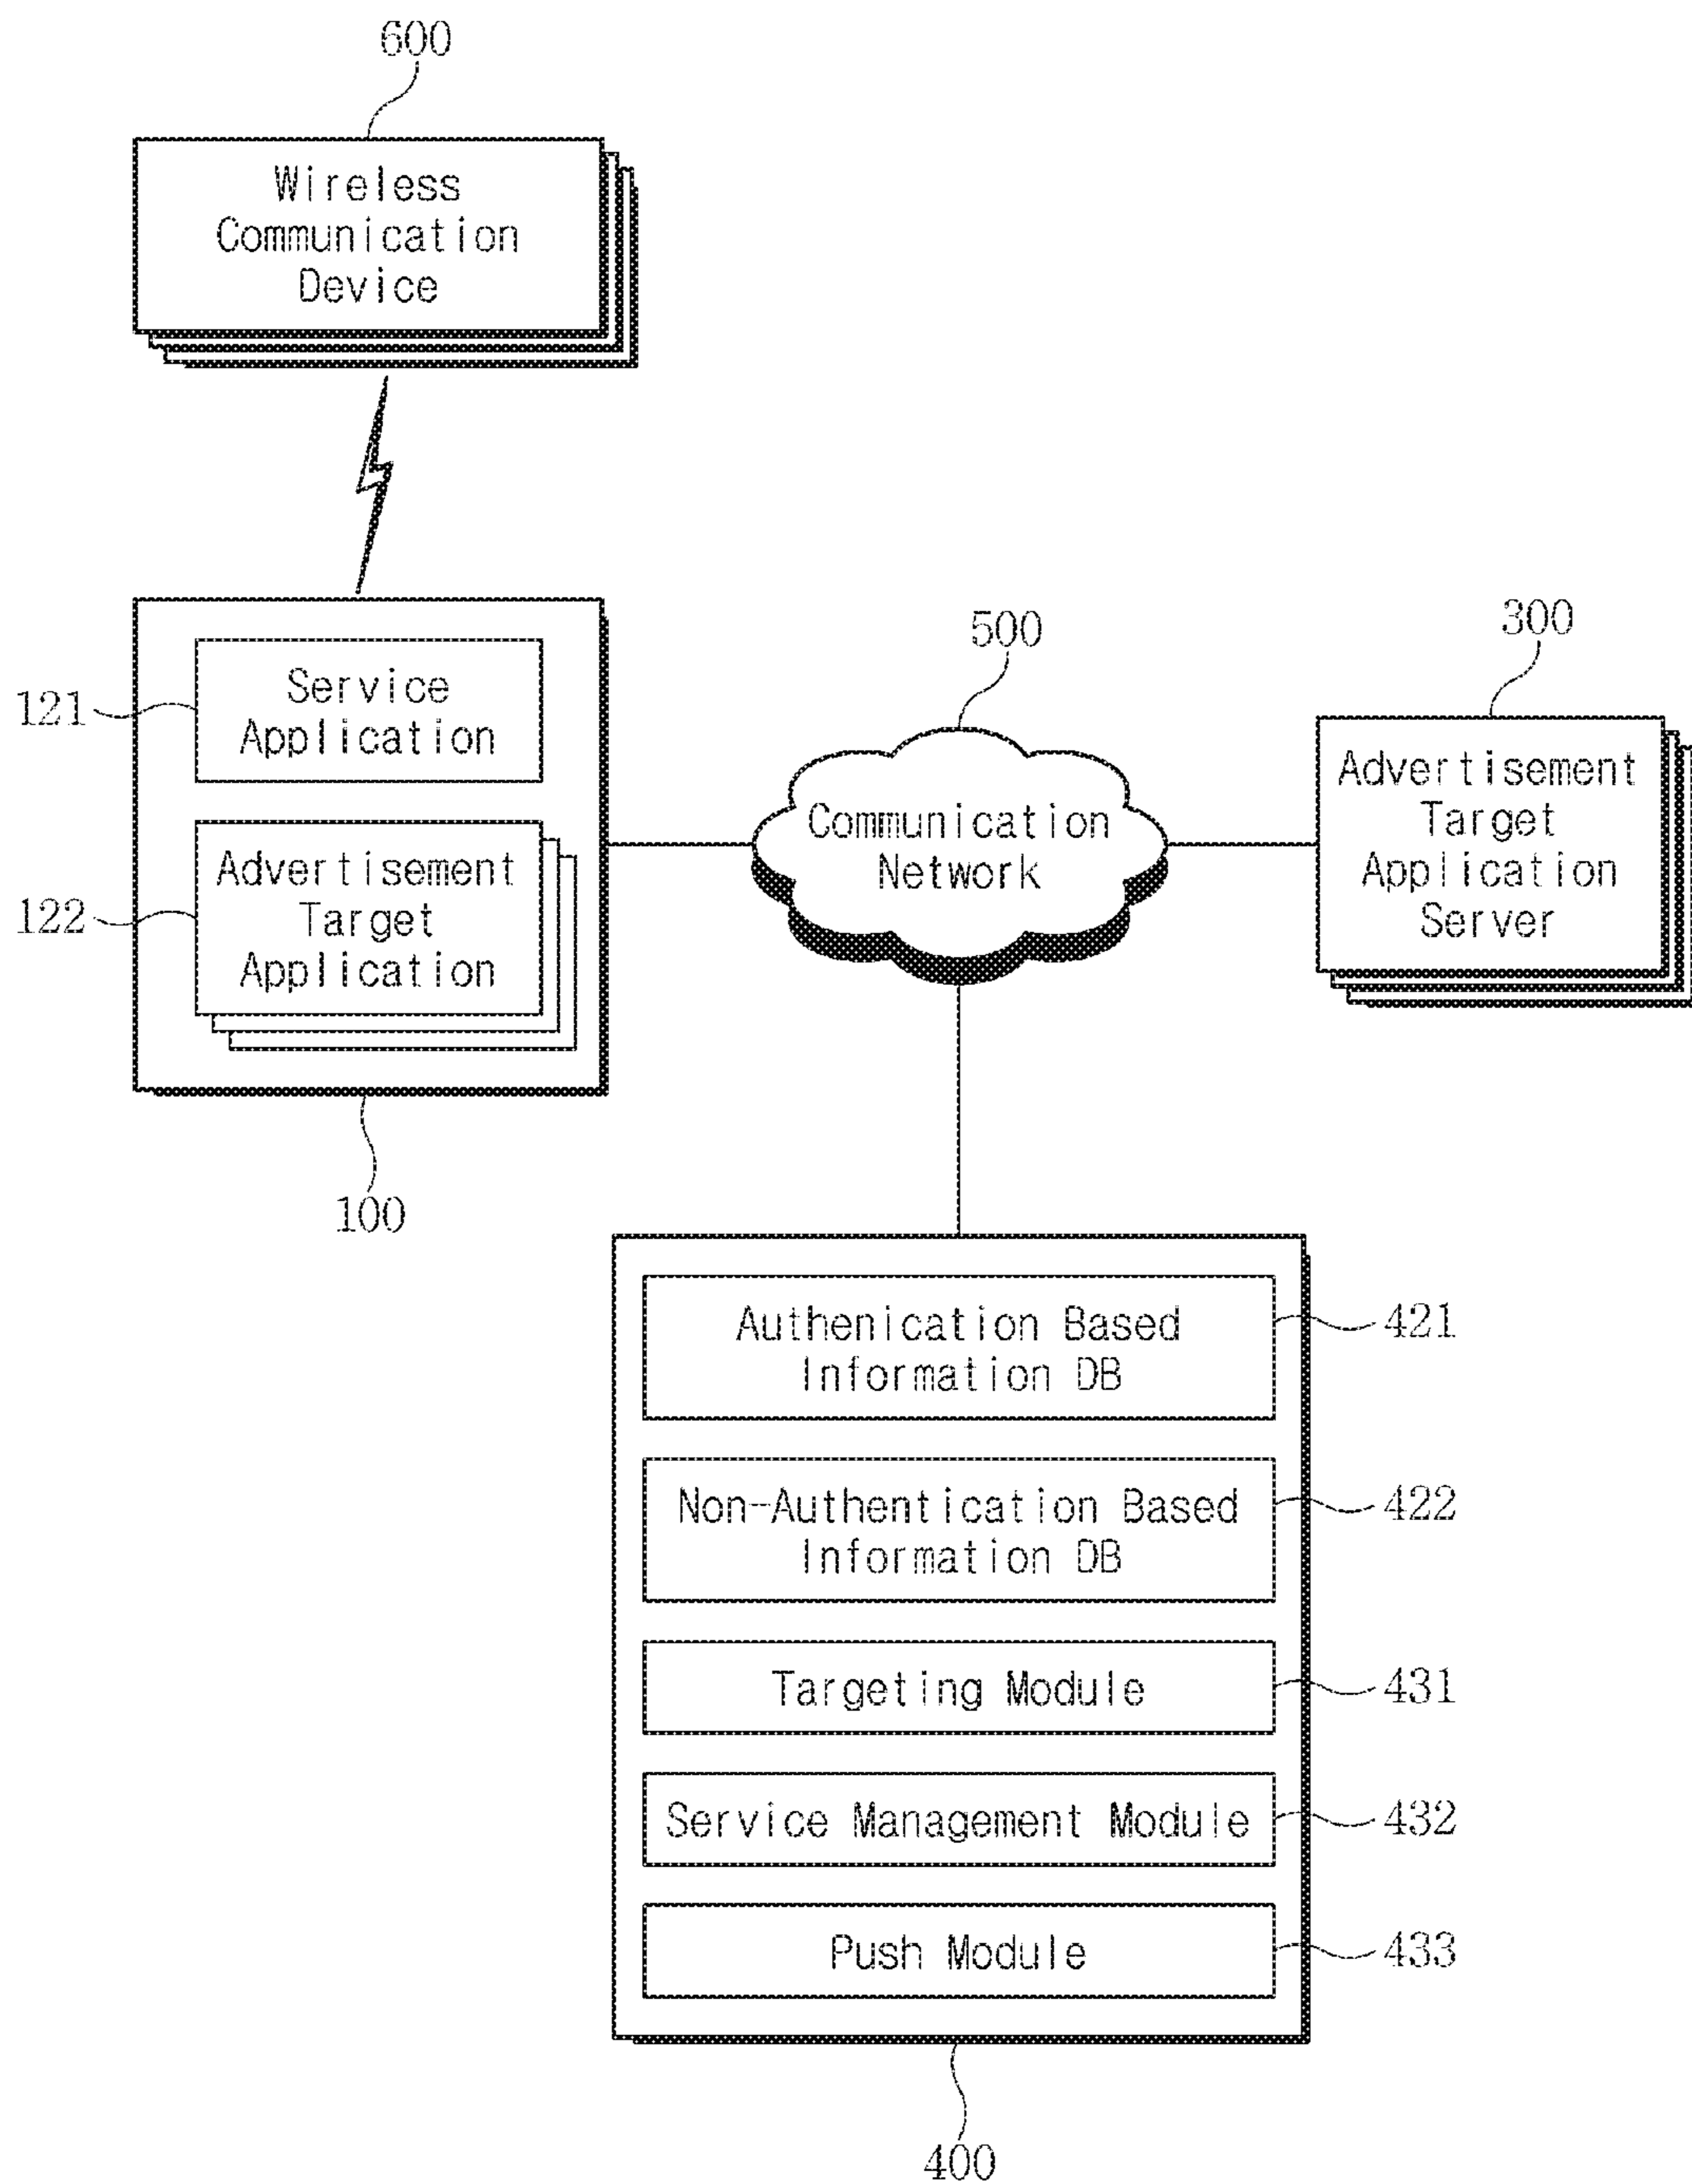 600
Wireless
Communication
Device
121
Service
Application
122
Advertisement
Target
Application
100
500
Communication
Network
300
Advertisement
Target
Application
Server
Authenication Based
Information DB
421
Non-Authentication Based
Information DB
422
Targeting Module
431
Service Management Module
432
Push Module
433
400